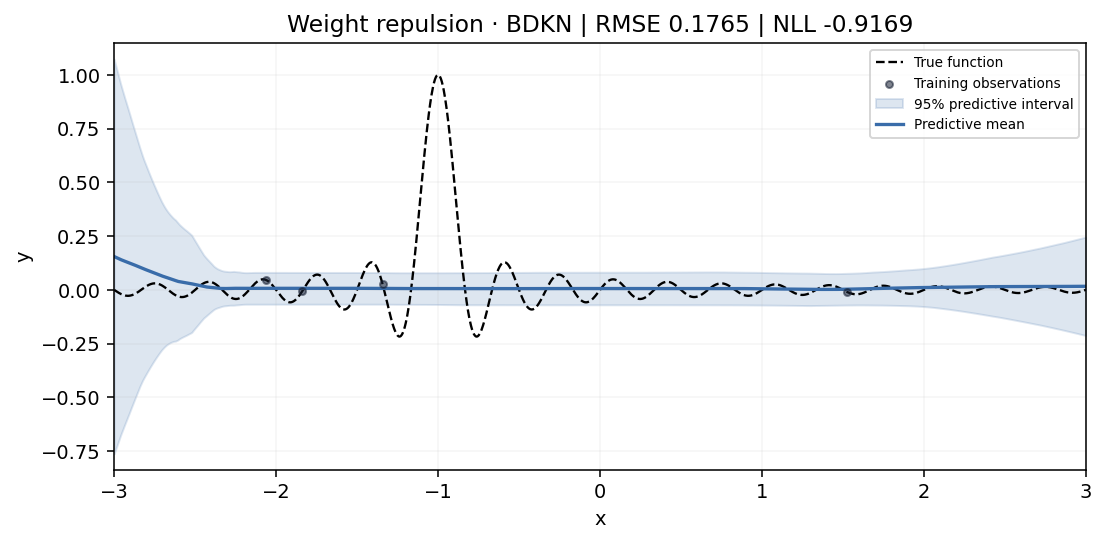 Weight repulsion · BDKN | RMSE 0.1765 | NLL -0.9169
True function
Training observations
95% predictive interval
Predictive mean
1.00
0.75
0.50
0.25
0.00
−0.25
−0.50
−0.75
y
−3
−2
−1
0
1
2
3
x